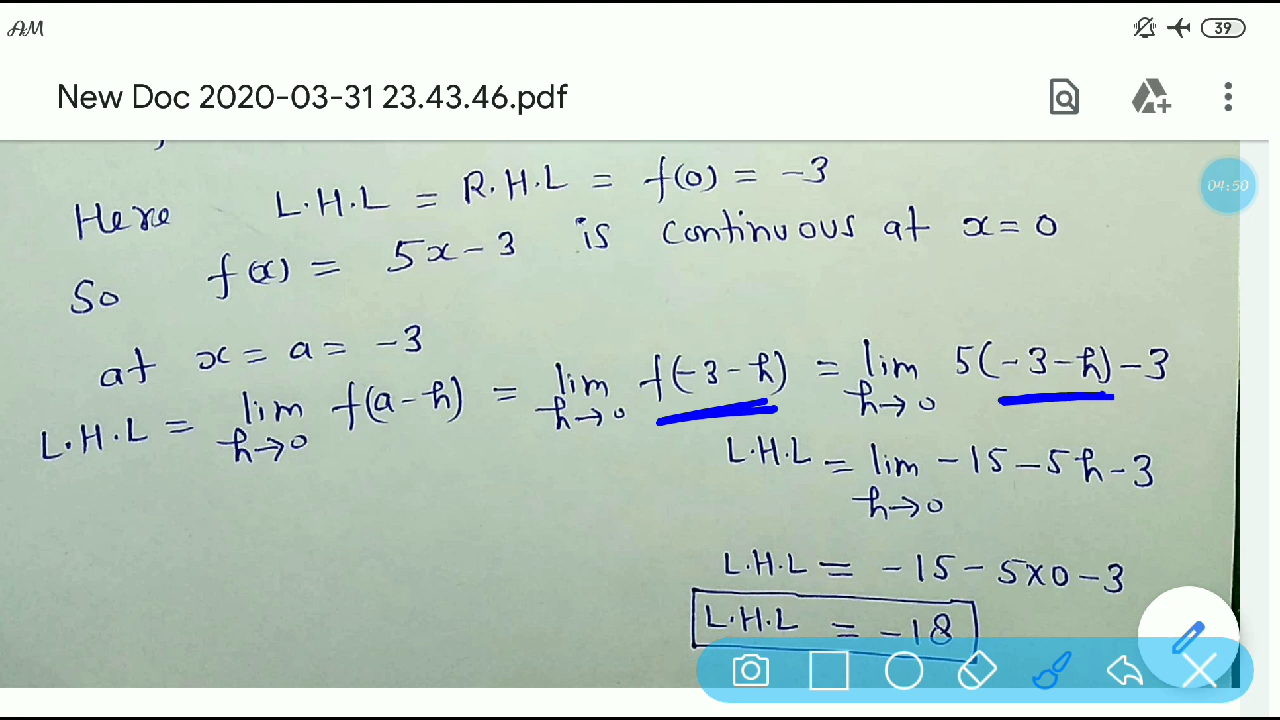 AM
39
New Doc 2020-03-31 23.43.46.pdf
04:50
Here L.H.L = R.H.L = f(0) = -3
So f(x) = 5x-3 is continuous at x=0
at x = a = -3
L.H.L = lim h→0 f(a-h) = lim h→0 f(-3-h) = lim h→0 5(-3-h)-3
L.H.L = lim h→0 -15-5h-3
L.H.L = -15-5×0-3
L.H.L = -18